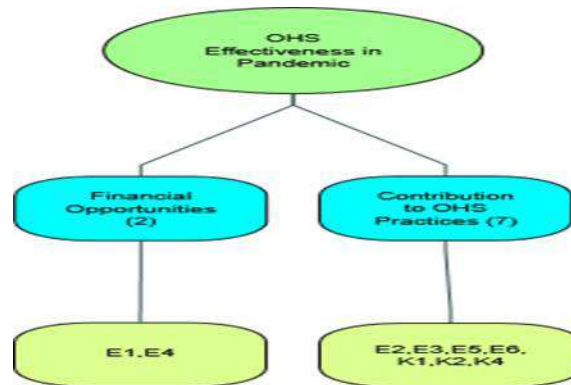 OHS
Effectiveness in
Pandemic
Financial
Opportunities
(2)
Contribution
to OHS
Practices (7)
E1,E4
E2,E3,E5,E6,
K1,K2,K4